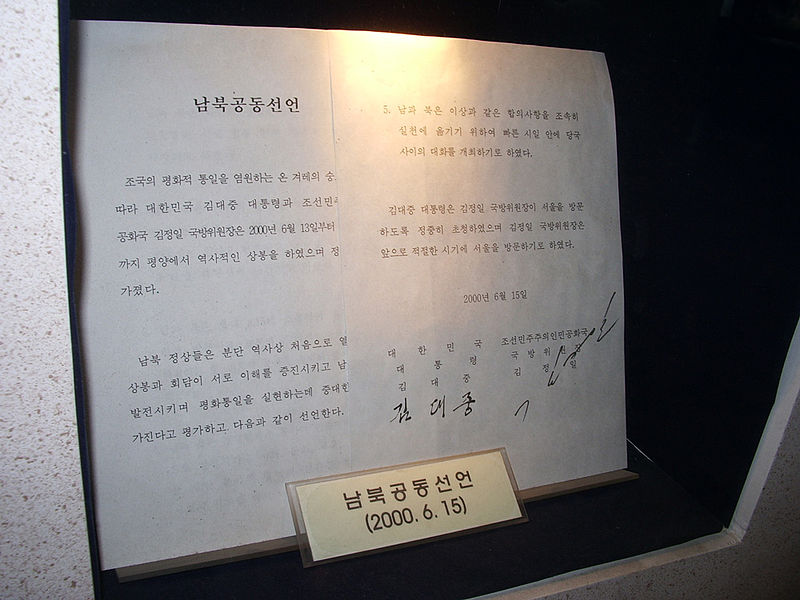 남북공동선언
조국의 평화적 통일을 염원하는 온 겨레의 숭
따라 대한민국 김대중 대통령과 조선민주
공화국 김정일 국방위원장은 2000년 6월 13일부터
까지 평양에서 역사적인 상봉을 하였으며 정
가졌다.
남북 정상들은 분단 역사상 처음으로 열
상봉과 회담이 서로 이해를 증진시키고 남
발전시키며 평화통일을 실현하는데 중대한
가진다고 평가하고 다음과 같이 선언한다.
5. 남과 북은 이상과 같은 합의사항을 조속히
실천에 옮기기 위하여 빠른 시일 안에 당국
사이의 대화를 개최하기로 하였다.
김대중 대통령은 김정일 국방위원장이 서울을 방문
하도록 정중히 초청하였으며 김정일 국방위원장은
앞으로 적절한 시기에 서울을 방문하기로 하였다.
2000년 6월 15일
대 한 민 국
대 통 령
김 대 중
김대중
조선민주주의인민공화국
국 방 위 원 장
김 정 일
남북공동선언
(2000. 6. 15)